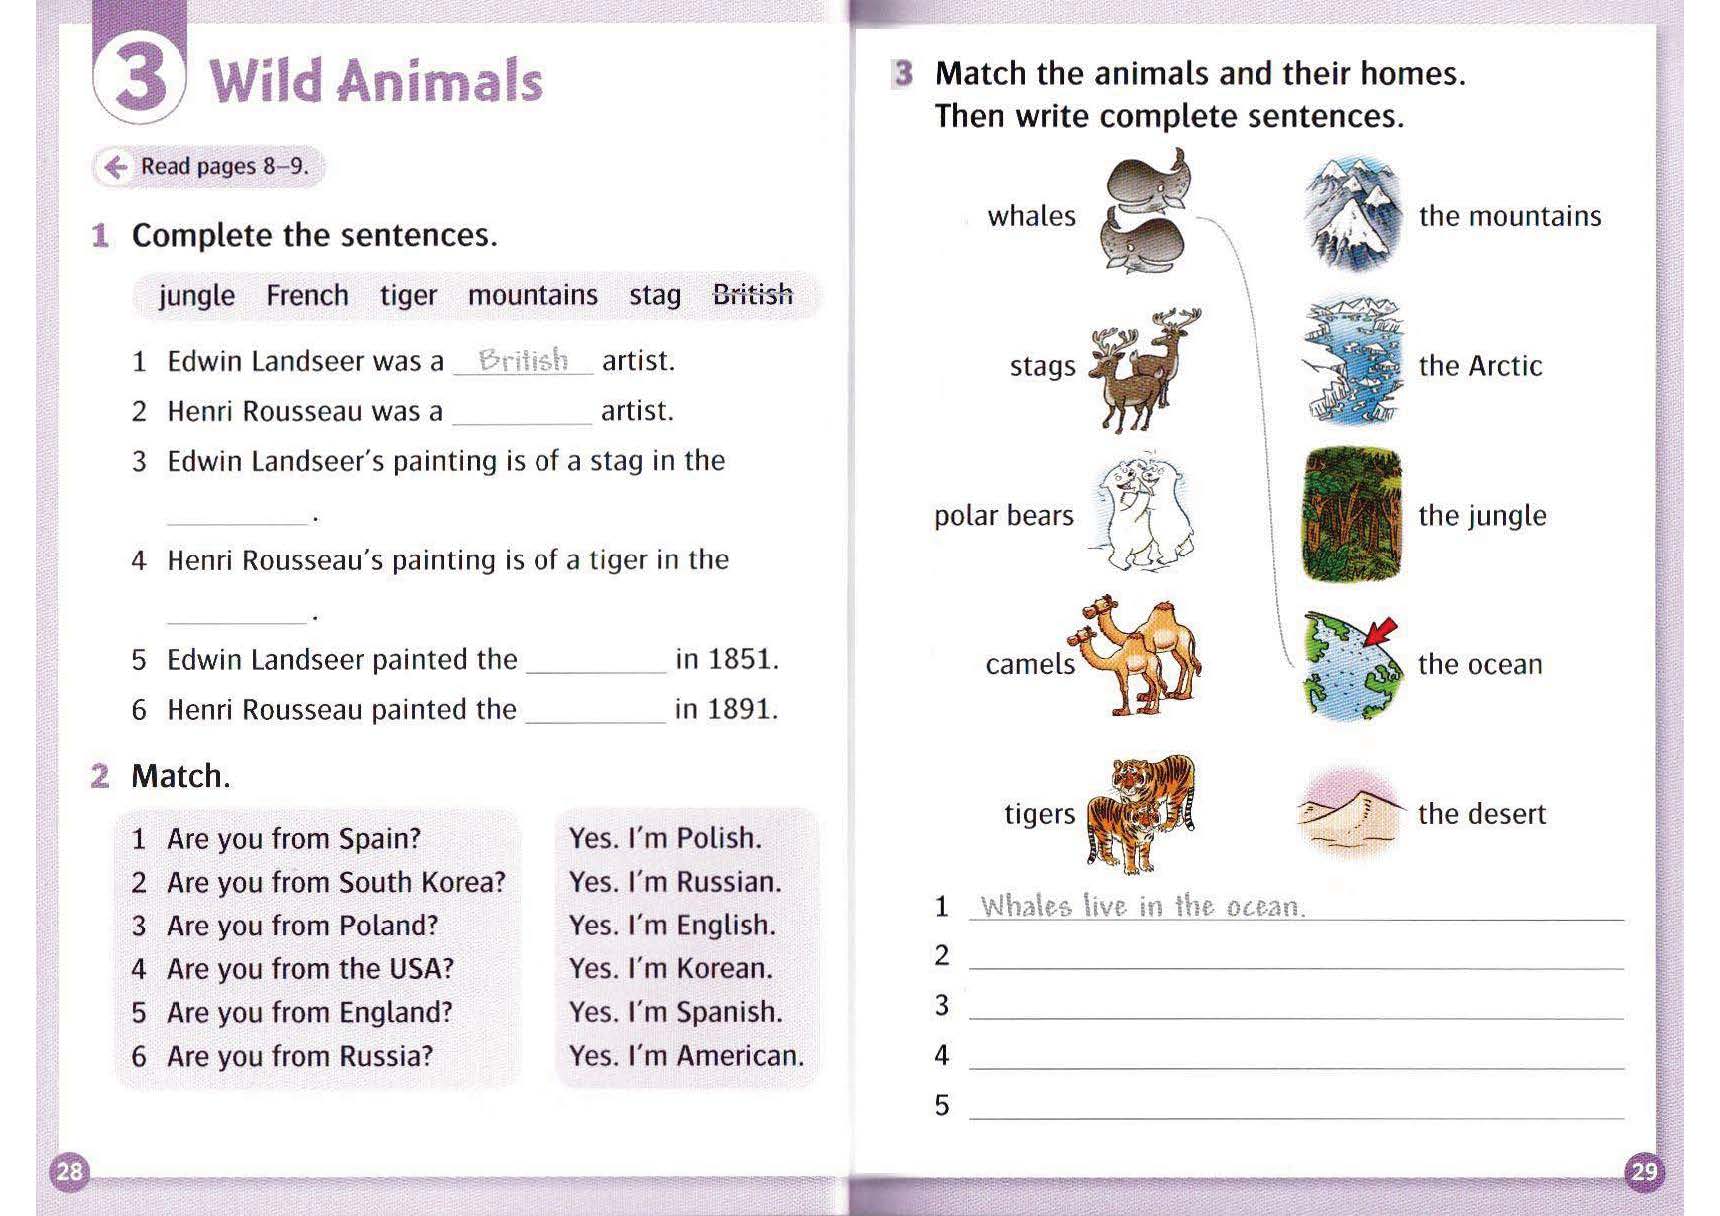 3 Wild Animals
← Read pages 8–9.
1 Complete the sentences.
jungle French tiger mountains stag British
1 Edwin Landseer was a British artist.
2 Henri Rousseau was a ________ artist.
3 Edwin Landseer's painting is of a stag in the
________.
4 Henri Rousseau's painting is of a tiger in the
________.
5 Edwin Landseer painted the ________ in 1851.
6 Henri Rousseau painted the ________ in 1891.
2 Match.
1 Are you from Spain? Yes. I'm Polish.
2 Are you from South Korea? Yes. I'm Russian.
3 Are you from Poland? Yes. I'm English.
4 Are you from the USA? Yes. I'm Korean.
5 Are you from England? Yes. I'm Spanish.
6 Are you from Russia? Yes. I'm American.
28
3 Match the animals and their homes.
Then write complete sentences.
whales the mountains
stags the Arctic
polar bears the jungle
camels the ocean
tigers the desert
1 Whales live in the ocean.
2
3
4
5
29